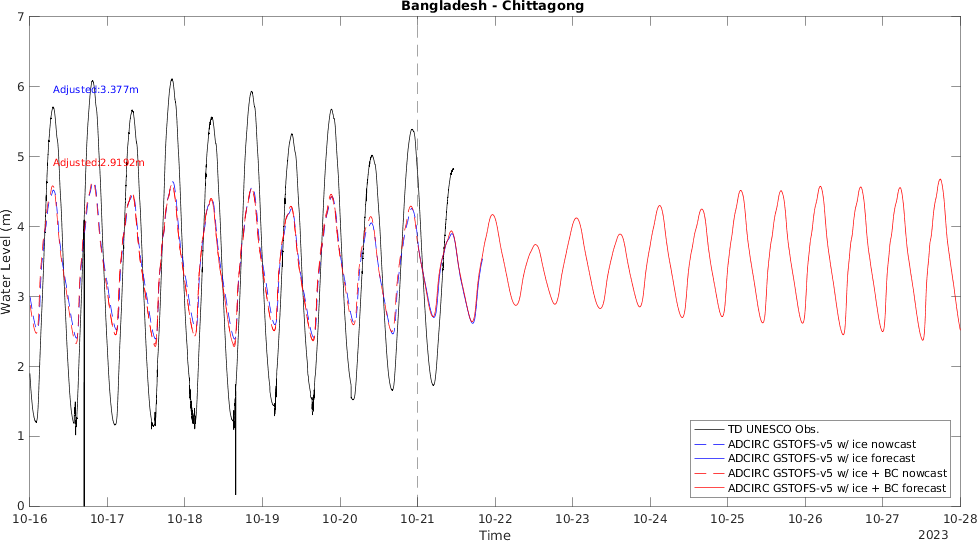 Bangladesh - Chittagong
Water Level (m)
7
6
5
4
3
2
1
0
Adjusted:3.377m
Adjusted:2.9192m
TD UNESCO Obs.
ADCIRC GSTOFS-v5 w/ ice nowcast
ADCIRC GSTOFS-v5 w/ ice forecast
ADCIRC GSTOFS-v5 w/ ice + BC nowcast
ADCIRC GSTOFS-v5 w/ ice + BC forecast
10-16 10-17 10-18 10-19 10-20 10-21 10-22 10-23 10-24 10-25 10-26 10-27 10-28
Time
2023